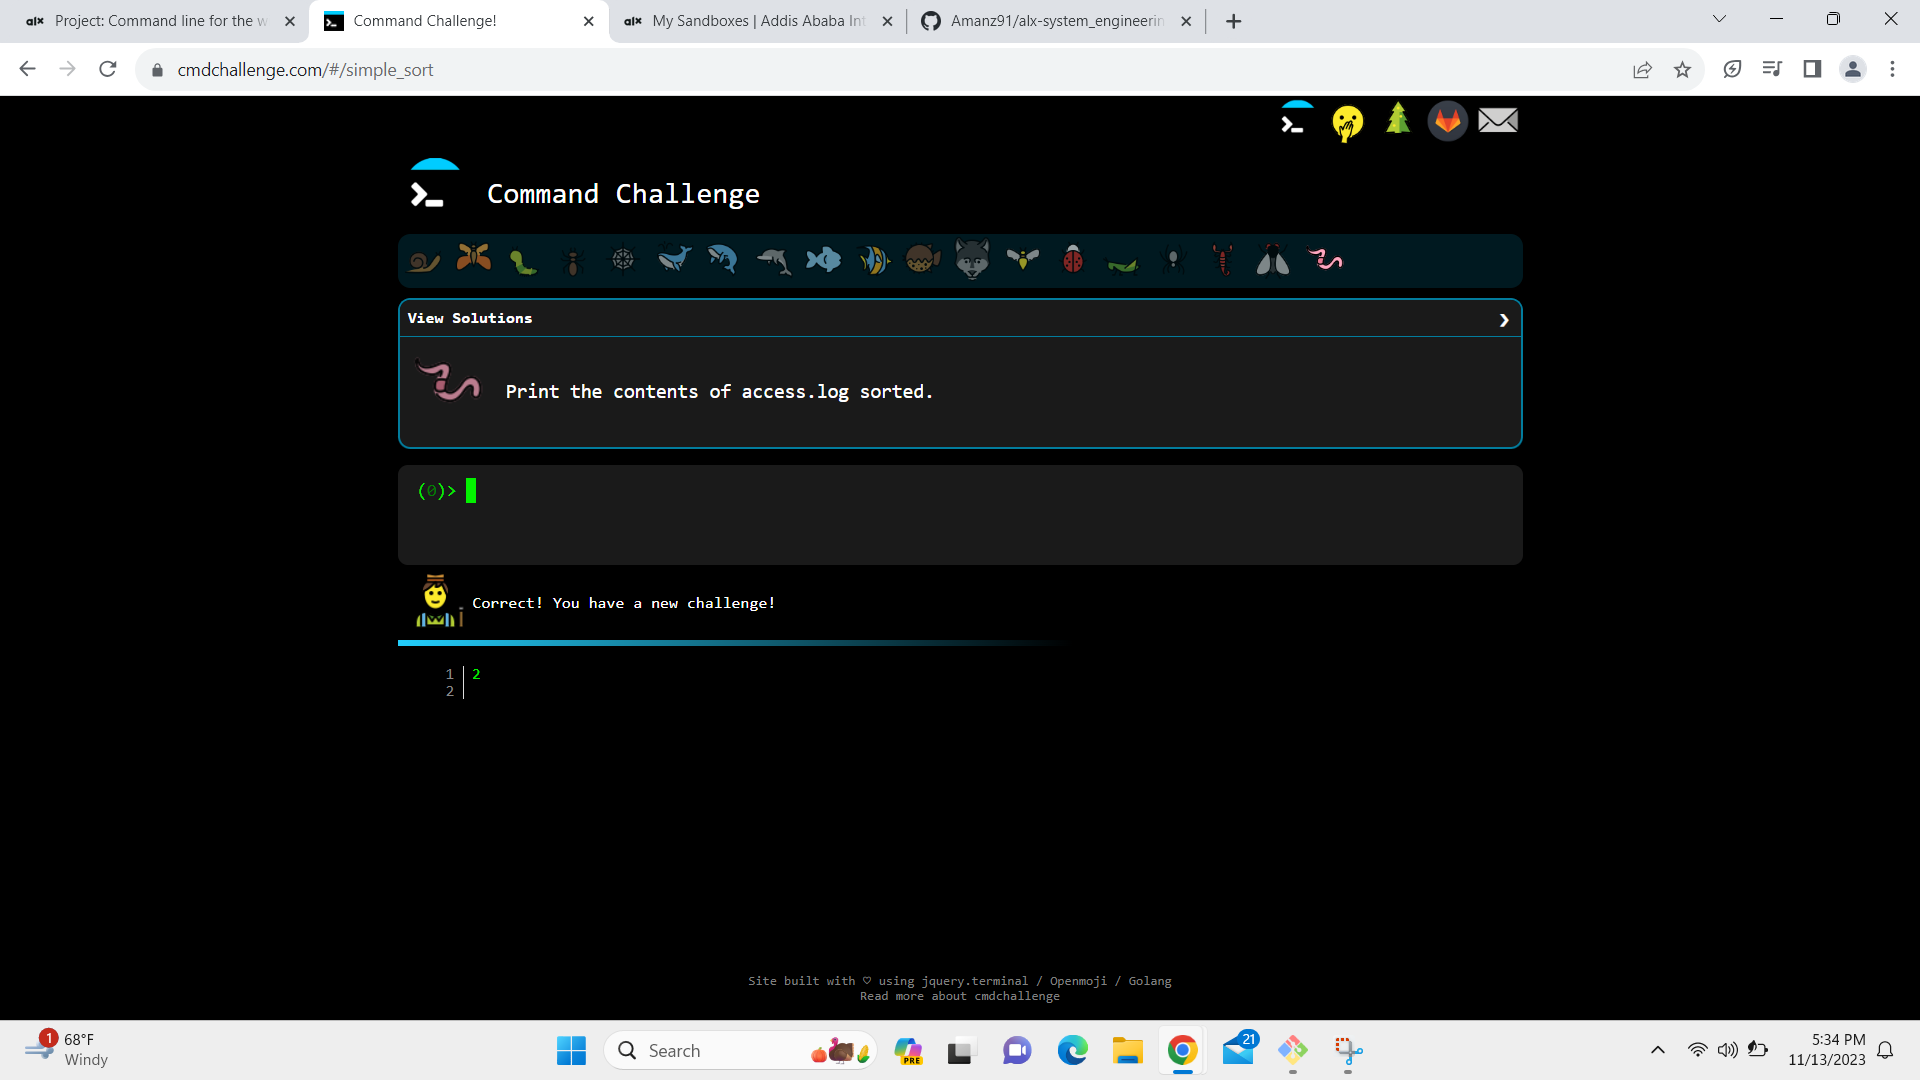 alx Project: Command line for the w
Command Challenge!
alx My Sandboxes | Addis Ababa Int
Amanz91/alx-system_engineerin
cmdchallenge.com/#/simple_sort
Command Challenge
View Solutions
Print the contents of access.log sorted.
(0)>
Correct! You have a new challenge!
1 2
2
Site built with ♡ using jquery.terminal / Openmoji / Golang
Read more about cmdchallenge
1
68°F
Windy
Search
PRE
21
5:34 PM
11/13/2023